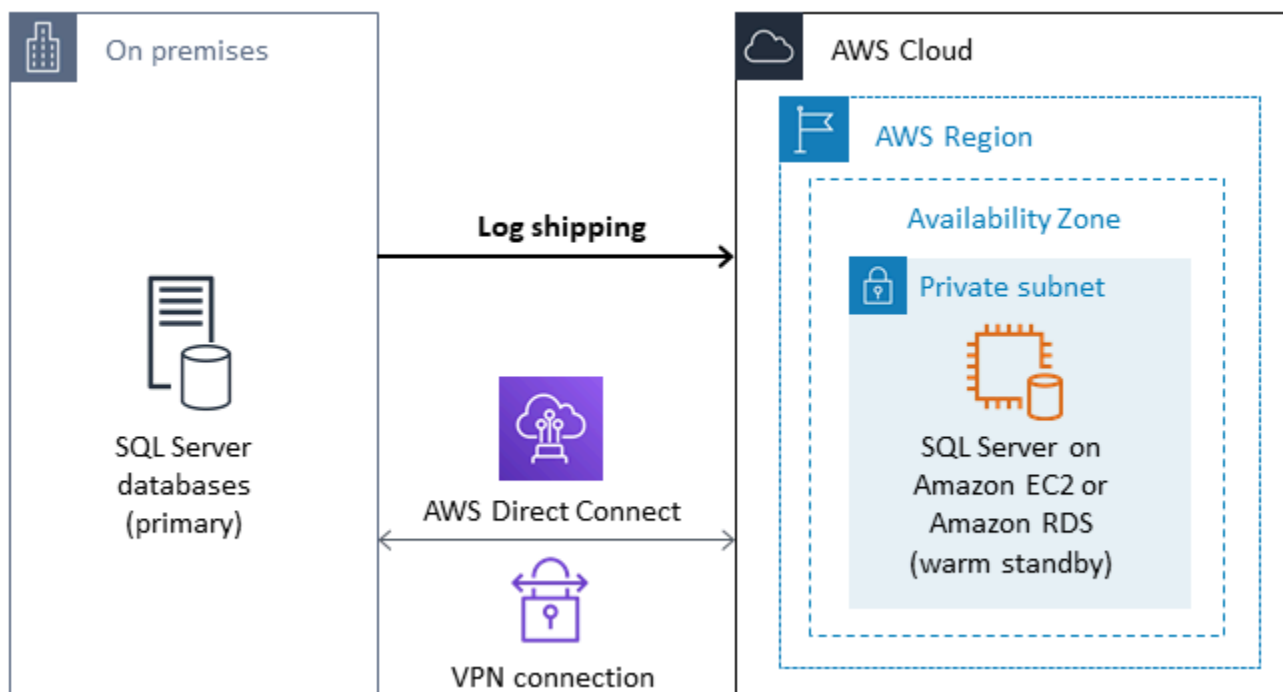 On premises
SQL Server
databases
(primary)
Log shipping
AWS Direct Connect
VPN connection
AWS Cloud
AWS Region
Availability Zone
Private subnet
SQL Server on
Amazon EC2 or
Amazon RDS
(warm standby)